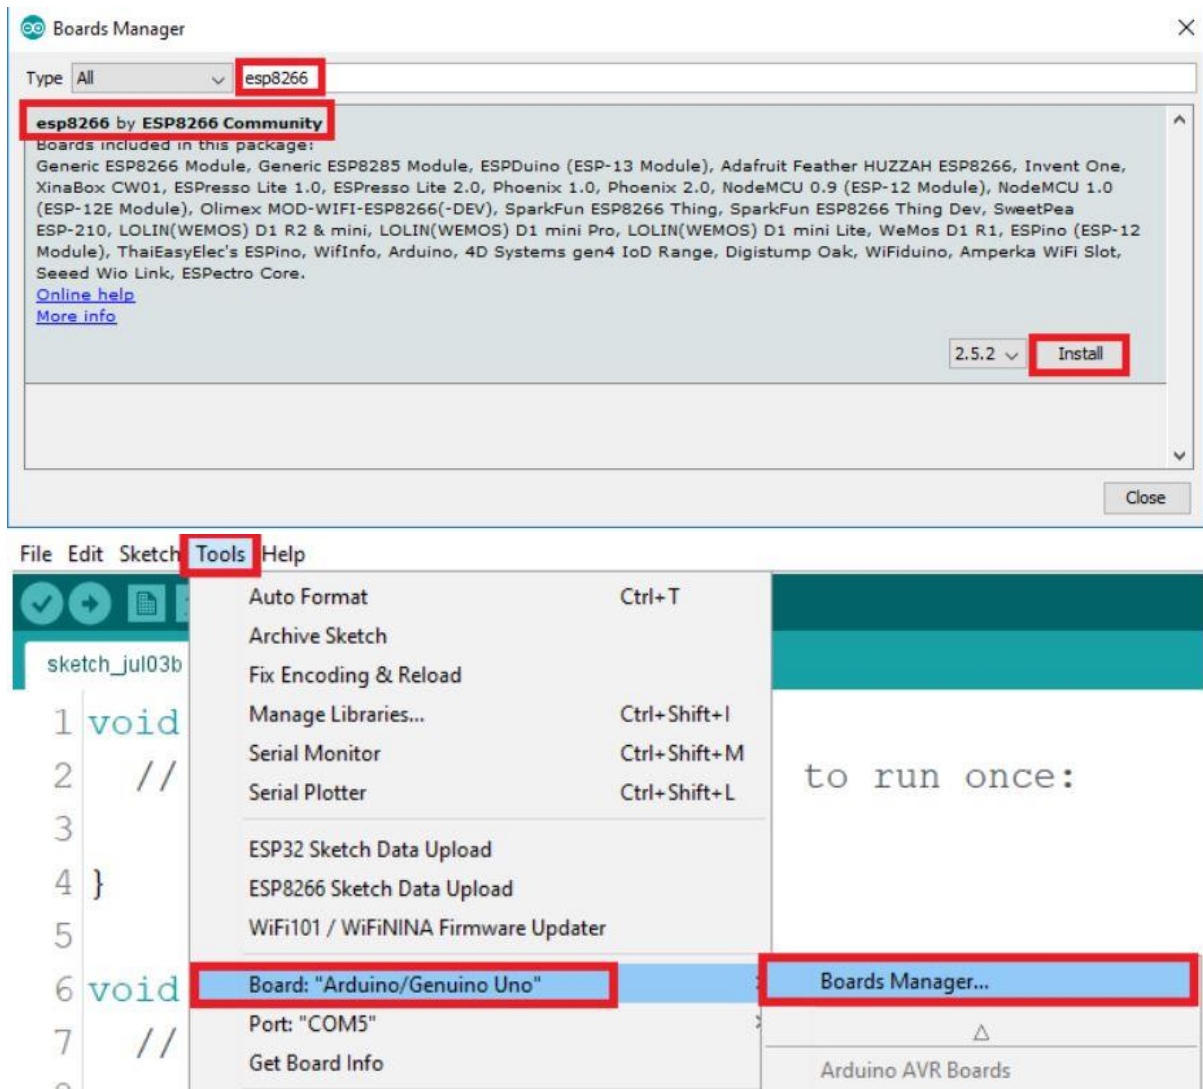 Boards Manager
Type All esp8266
esp8266 by ESP8266 Community
Boards included in this package:
Generic ESP8266 Module, Generic ESP8285 Module, ESPDuino (ESP-13 Module), Adafruit Feather HUZZAH ESP8266, Invent One,
XinaBox CW01, ESPresso Lite 1.0, ESPresso Lite 2.0, Phoenix 1.0, Phoenix 2.0, NodeMCU 0.9 (ESP-12 Module), NodeMCU 1.0
(ESP-12E Module), Olimex MOD-WIFI-ESP8266(-DEV), SparkFun ESP8266 Thing, SparkFun ESP8266 Thing Dev, SweetPea
ESP-210, LOLIN(WEMOS) D1 R2 & mini, LOLIN(WEMOS) D1 mini Pro, LOLIN(WEMOS) D1 mini Lite, WeMos D1 R1, ESPino (ESP-12
Module), ThaiEasyElec's ESPino, WifInfo, Arduino, 4D Systems gen4 IoD Range, Digistump Oak, WiFiduino, Amperka WiFi Slot,
Seeed Wio Link, ESPectro Core.
Online help
More info
2.5.2 Install
Close
File Edit Sketch Tools Help
sketch_jul03b
Auto Format Ctrl+T
Archive Sketch
Fix Encoding & Reload
Manage Libraries... Ctrl+Shift+I
Serial Monitor Ctrl+Shift+M
Serial Plotter Ctrl+Shift+L
ESP32 Sketch Data Upload
ESP8266 Sketch Data Upload
WiFi101 / WiFiNINA Firmware Updater
Board: "Arduino/Genuino Uno"
Port: "COM5"
Get Board Info
Boards Manager...
Arduino AVR Boards
1 void
2 // to run once:
3
4 }
5
6 void
7 //